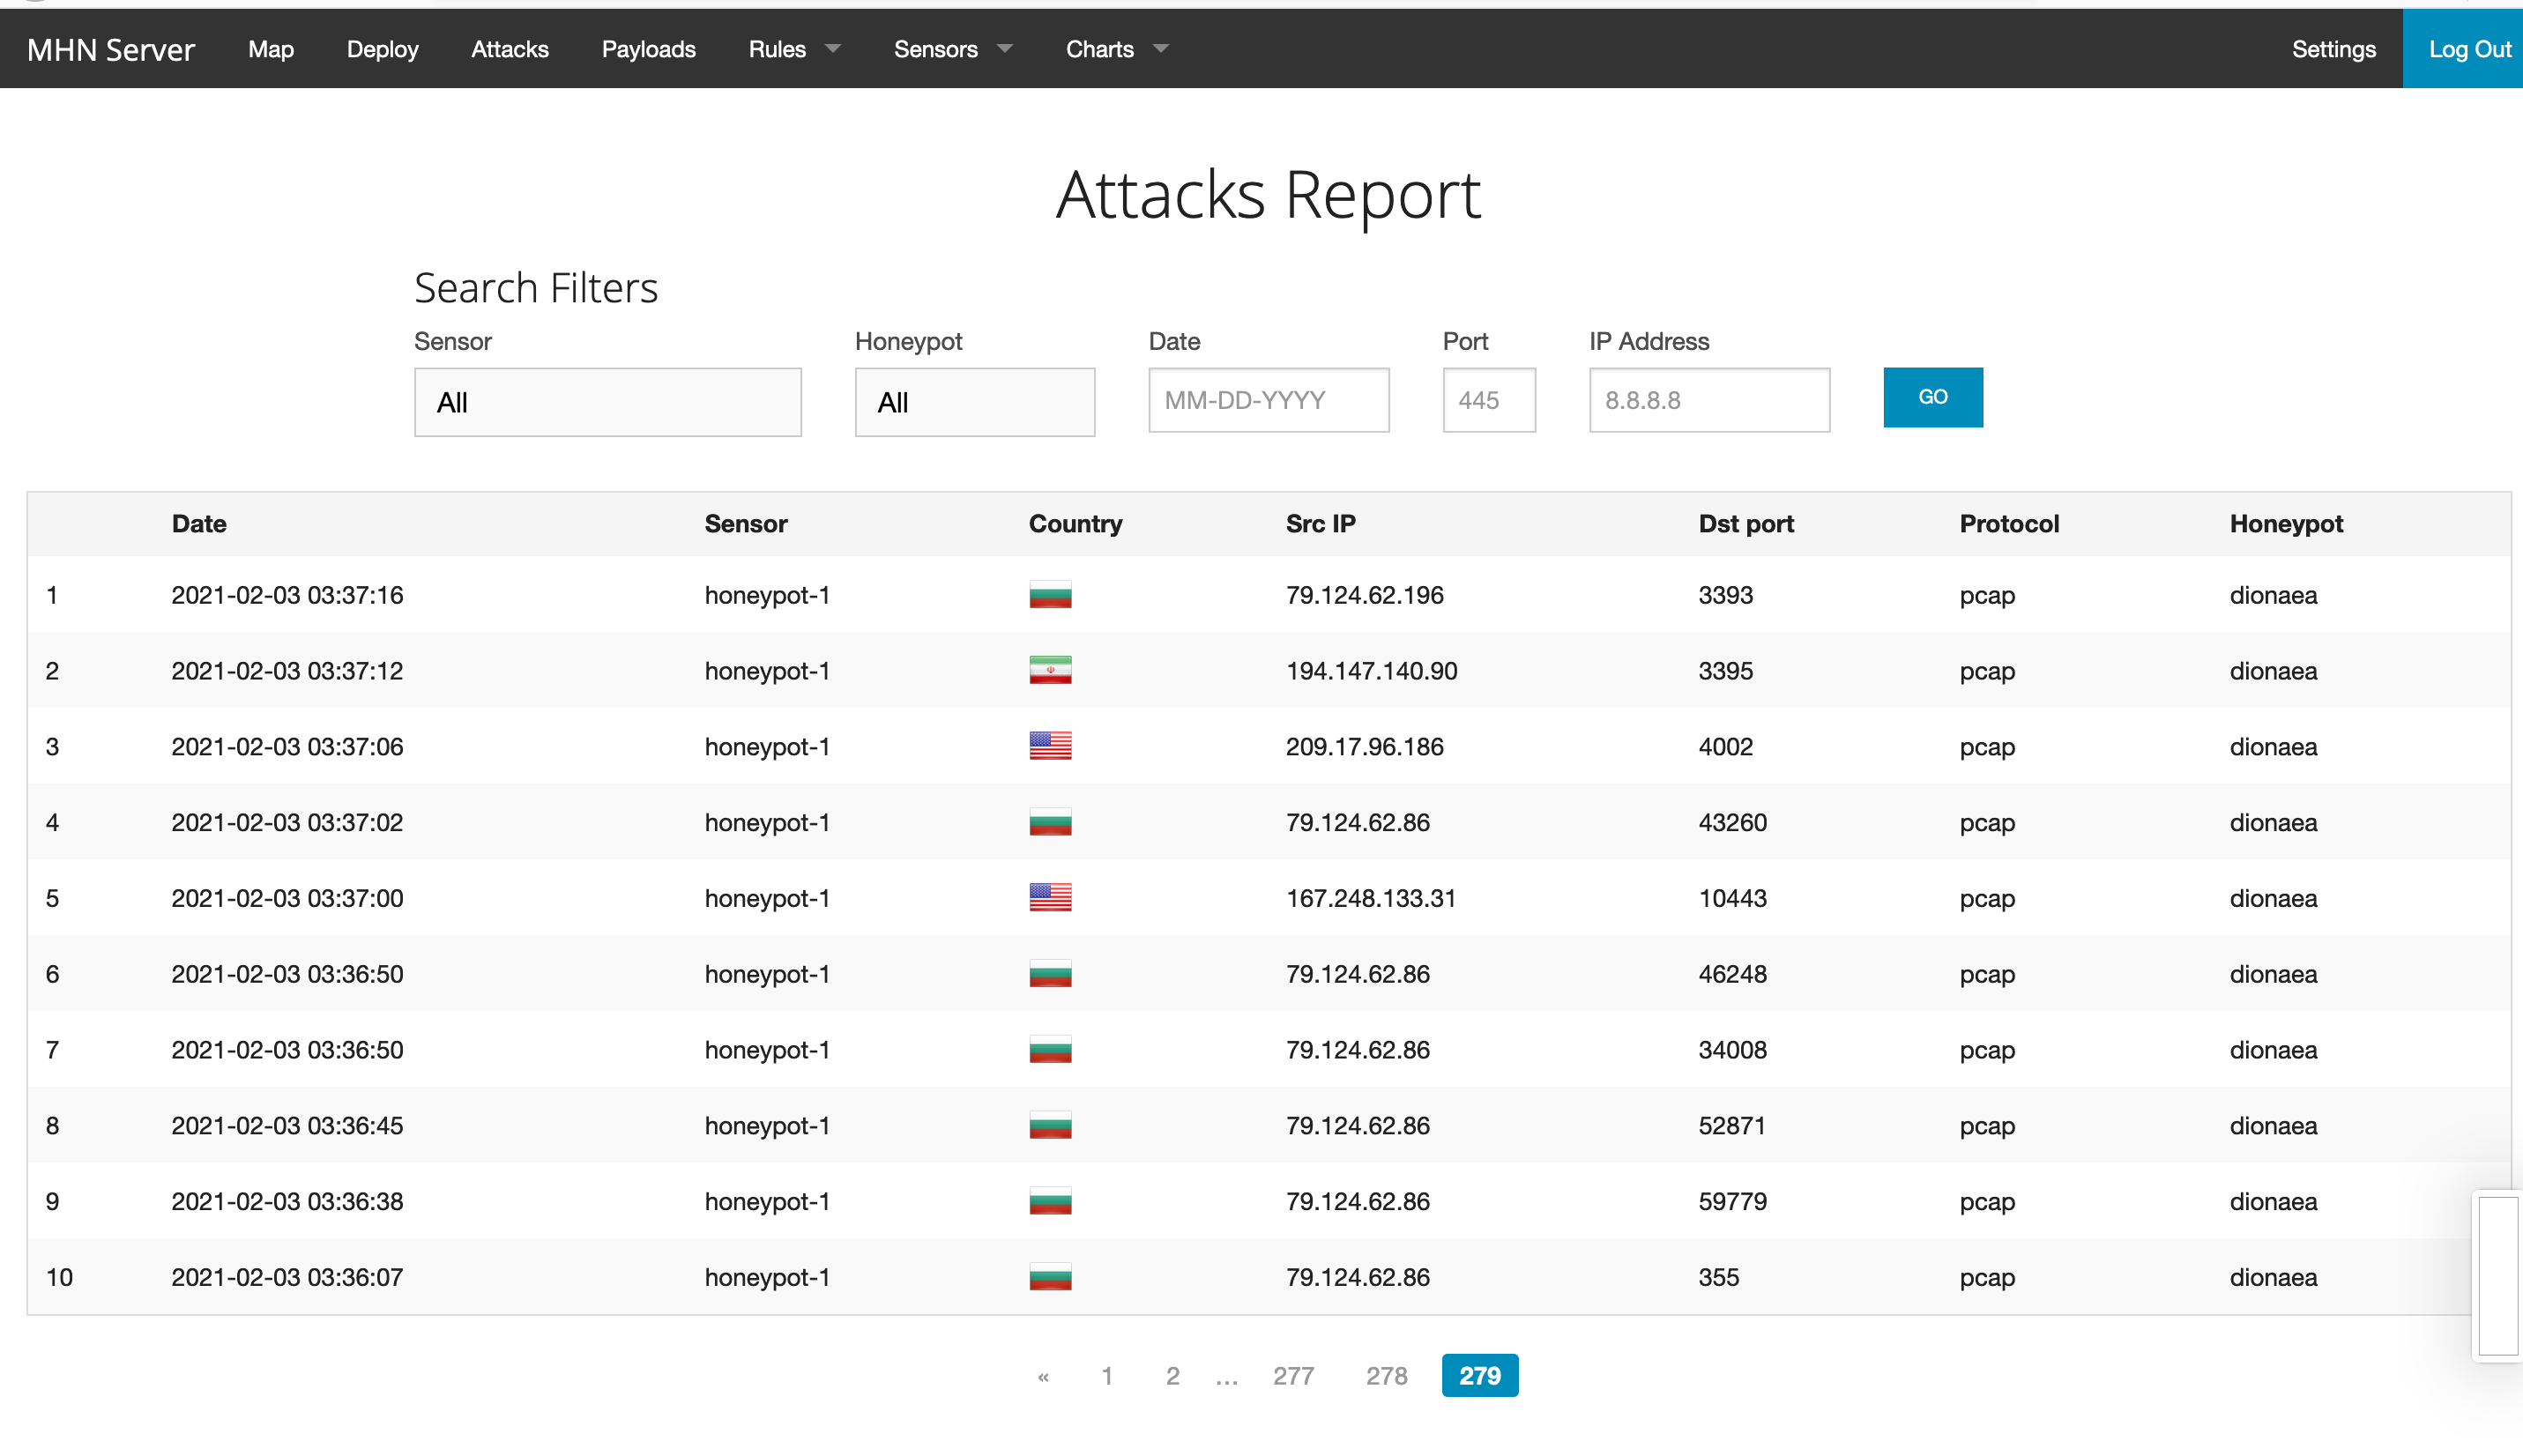 MHN Server Map Deploy Attacks Payloads Rules Sensors Charts Settings Log Out
Attacks Report
Search Filters
Sensor Honeypot Date Port IP Address
All All MM-DD-YYYY 445 8.8.8.8 GO
Date Sensor Country Src IP Dst port Protocol Honeypot
1 2021-02-03 03:37:16 honeypot-1 79.124.62.196 3393 pcap dionaea
2 2021-02-03 03:37:12 honeypot-1 194.147.140.90 3395 pcap dionaea
3 2021-02-03 03:37:06 honeypot-1 209.17.96.186 4002 pcap dionaea
4 2021-02-03 03:37:02 honeypot-1 79.124.62.86 43260 pcap dionaea
5 2021-02-03 03:37:00 honeypot-1 167.248.133.31 10443 pcap dionaea
6 2021-02-03 03:36:50 honeypot-1 79.124.62.86 46248 pcap dionaea
7 2021-02-03 03:36:50 honeypot-1 79.124.62.86 34008 pcap dionaea
8 2021-02-03 03:36:45 honeypot-1 79.124.62.86 52871 pcap dionaea
9 2021-02-03 03:36:38 honeypot-1 79.124.62.86 59779 pcap dionaea
10 2021-02-03 03:36:07 honeypot-1 79.124.62.86 355 pcap dionaea
« 1 2 ... 277 278 279